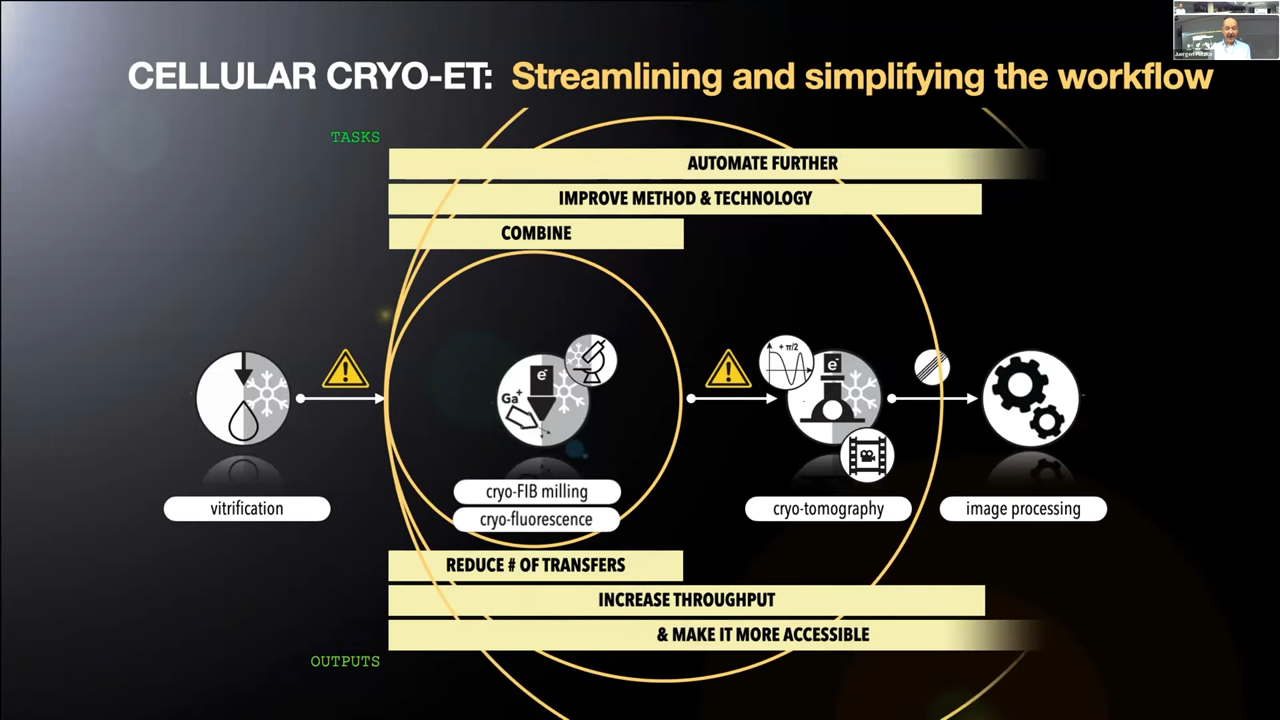 CELLULAR CRYO-ET: Streamlining and simplifying the workflow
TASKS
AUTOMATE FURTHER
IMPROVE METHOD & TECHNOLOGY
COMBINE
+ π/2
e-
e-
Ga+
vitrification
cryo-FIB milling
cryo-fluorescence
cryo-tomography
image processing
REDUCE # OF TRANSFERS
INCREASE THROUGHPUT
& MAKE IT MORE ACCESSIBLE
OUTPUTS